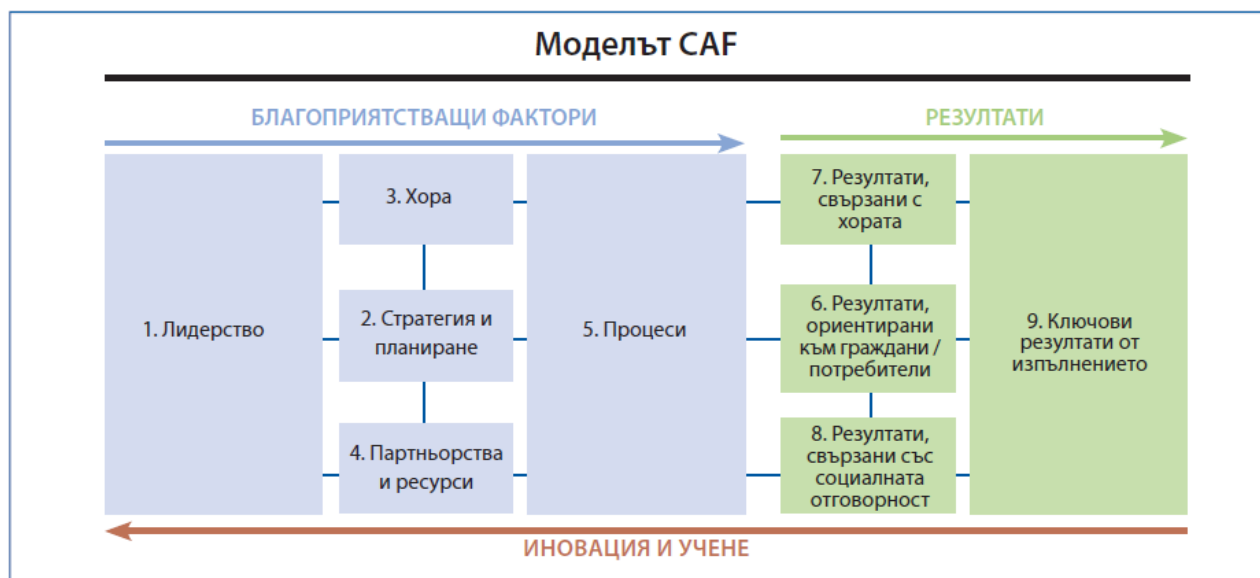 Моделът CAF
БЛАГОПРИЯТСТВАЩИ ФАКТОРИ
РЕЗУЛТАТИ
1. Лидерство
3. Хора
2. Стратегия и
планиране
4. Партньорства
и ресурси
5. Процеси
7. Резултати,
свързани с
хората
6. Резултати,
ориентирани
към граждани /
потребители
8. Резултати,
свързани със
социалната
отговорност
9. Ключови
резултати от
изпълнението
ИНОВАЦИЯ И УЧЕНЕ